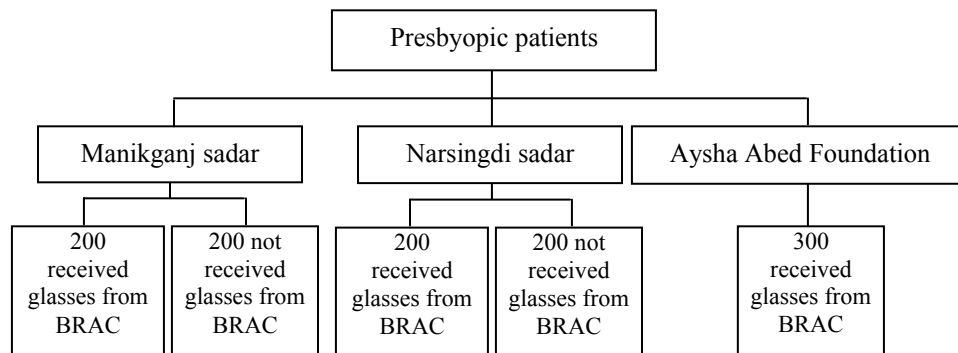 Presbyopic patients
Manikganj sadar
Narsingdi sadar
Aysha Abed Foundation
200
received
glasses from
BRAC
200 not
received
glasses from
BRAC
200
received
glasses from
BRAC
200 not
received
glasses from
BRAC
300
received
glasses from
BRAC